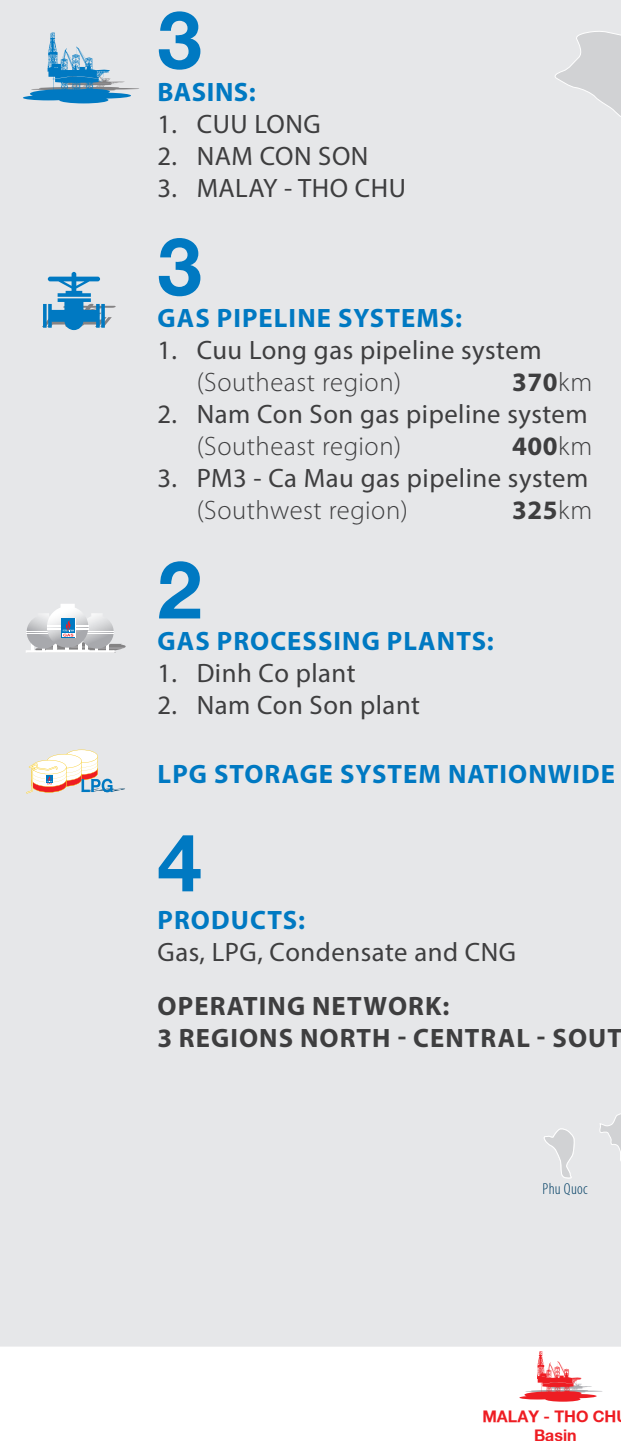 3
BASINS:
1. CUU LONG
2. NAM CON SON
3. MALAY - THO CHU
3
GAS PIPELINE SYSTEMS:
1. Cuu Long gas pipeline system
(Southeast region) 370km
2. Nam Con Son gas pipeline system
(Southeast region) 400km
3. PM3 - Ca Mau gas pipeline system
(Southwest region) 325km
2
GAS PROCESSING PLANTS:
1. Dinh Co plant
2. Nam Con Son plant
LPG
LPG STORAGE SYSTEM NATIONWIDE
4
PRODUCTS:
Gas, LPG, Condensate and CNG
OPERATING NETWORK:
3 REGIONS NORTH - CENTRAL - SOUT
Phu Quoc
MALAY - THO CHU
Basin